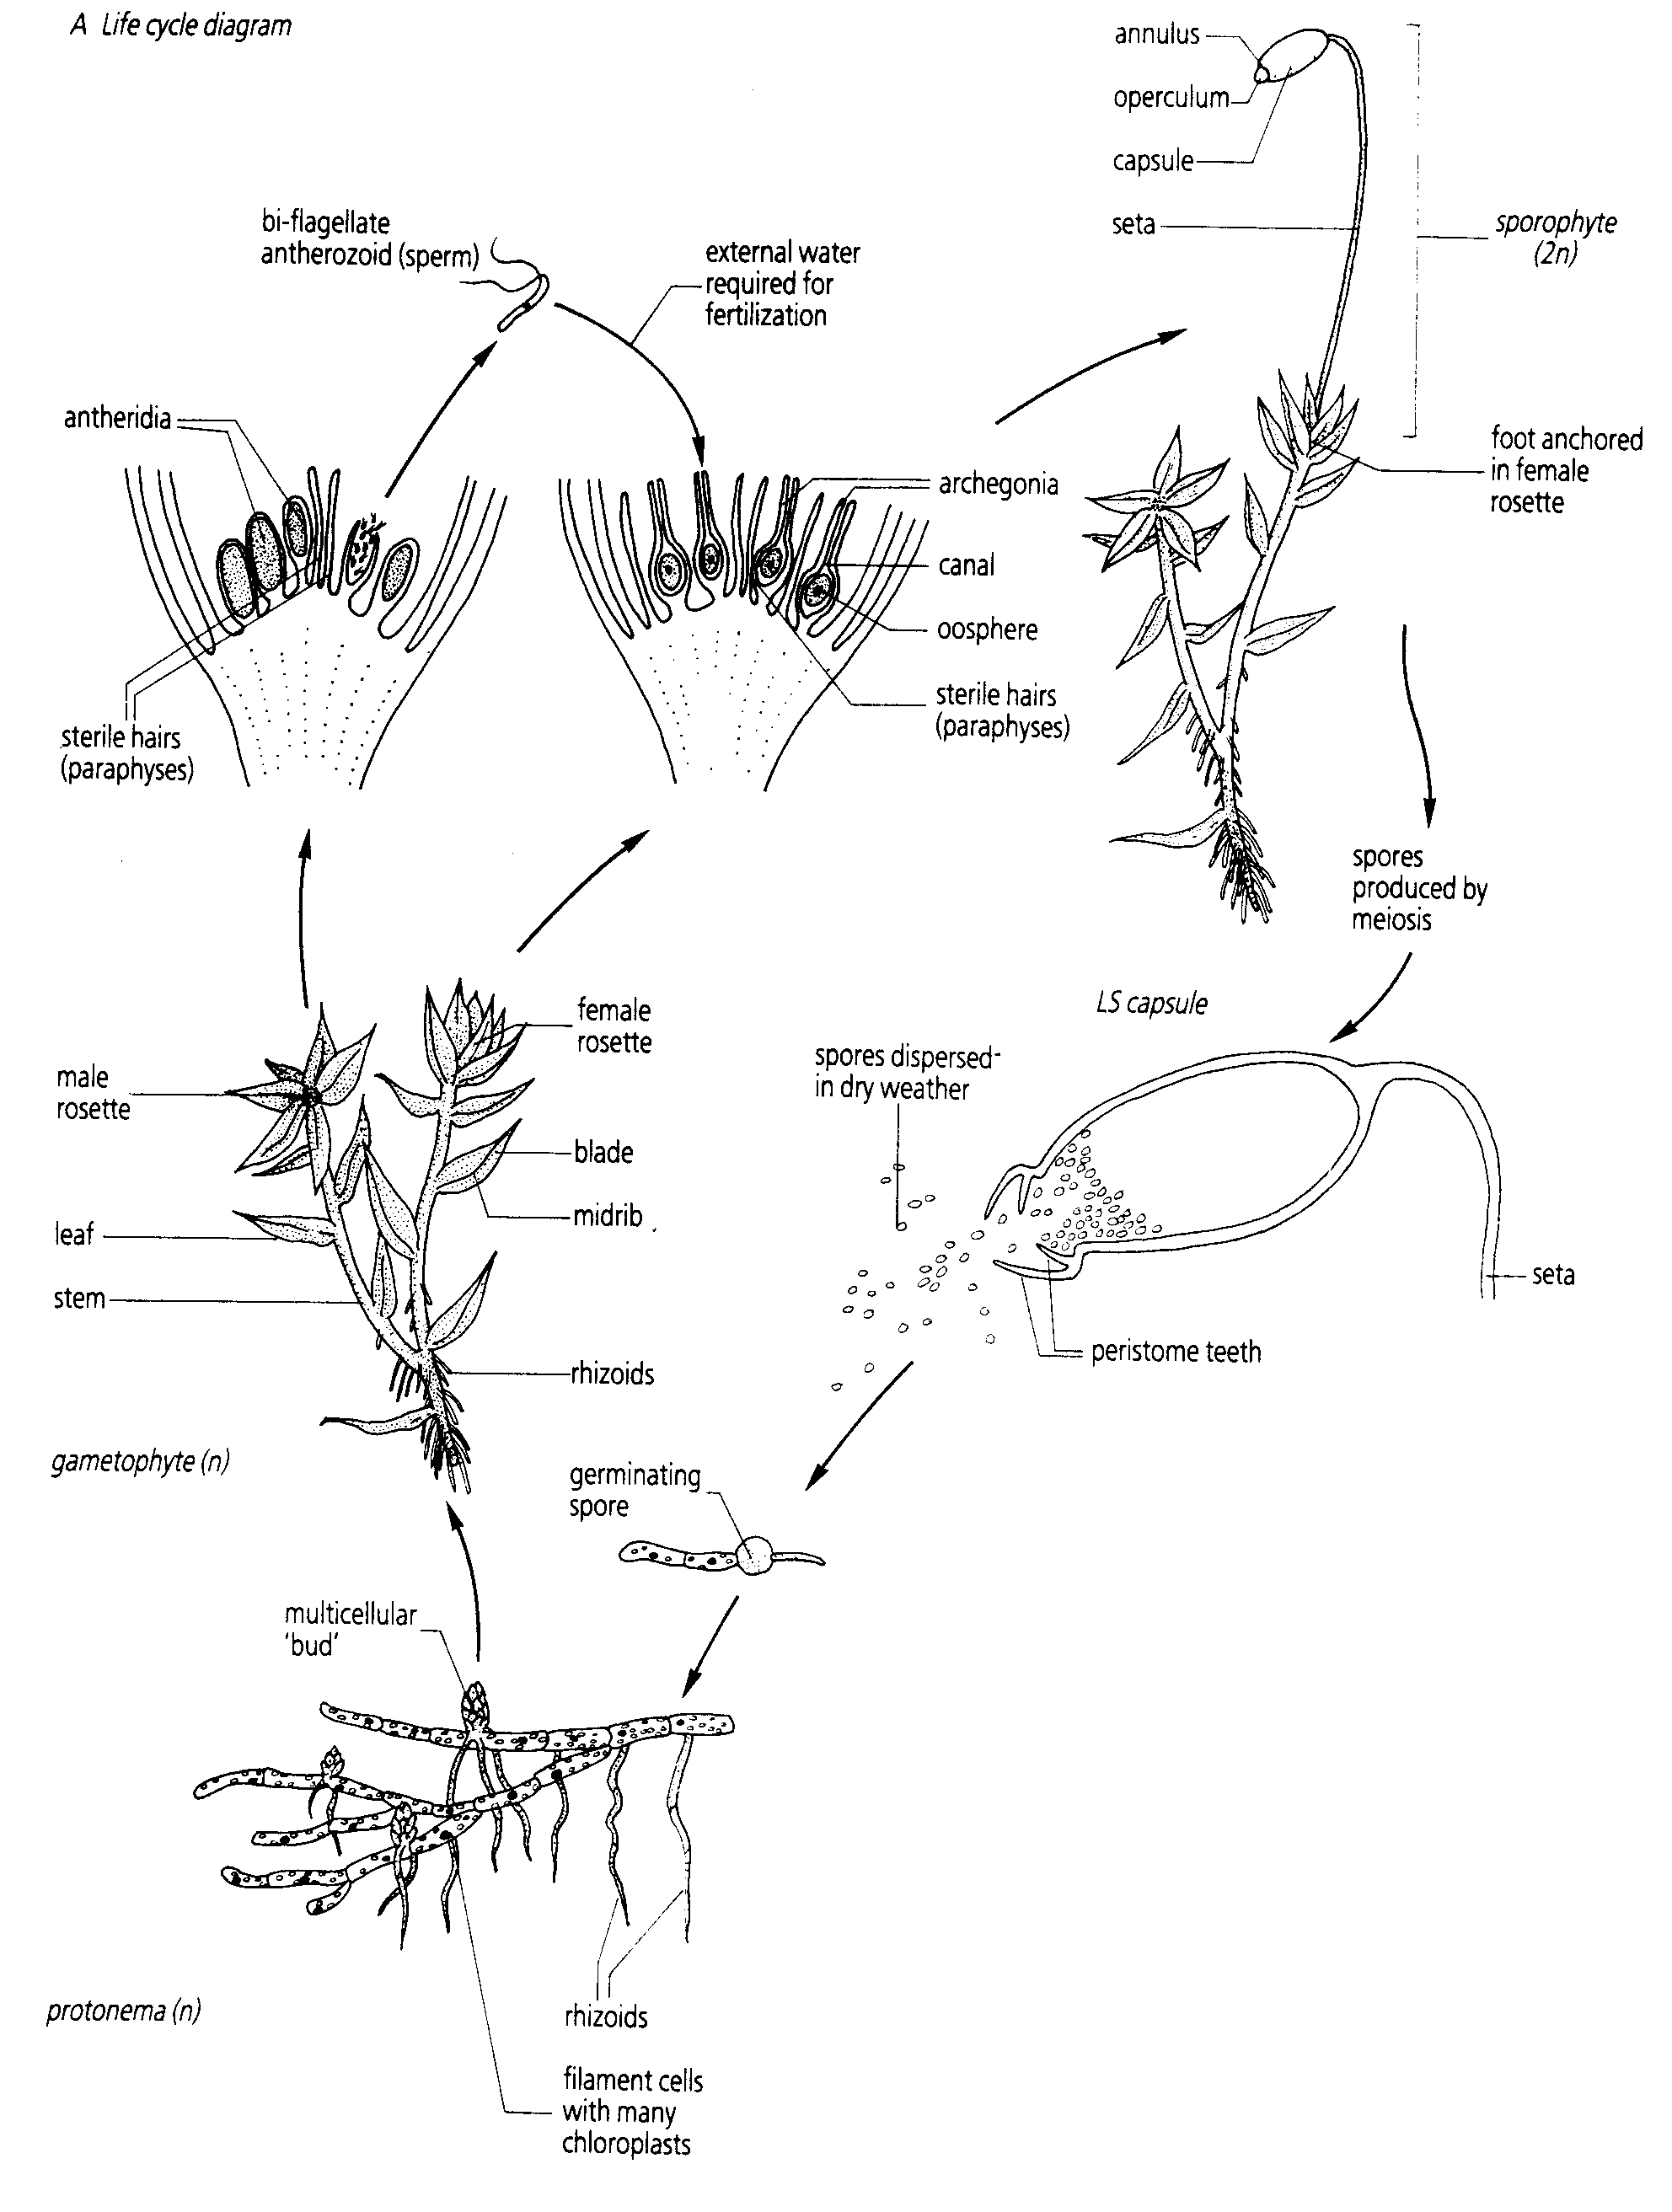 A Life cycle diagram
annulus
operculum
capsule
seta
sporophyte
(2n)
bi-flagellate
antherozoid (sperm)
external water
required for
fertilization
antheridia
archegonia
foot anchored
in female
rosette
canal
oosphere
sterile hairs
(paraphyses)
sterile hairs
(paraphyses)
spores
produced by
meiosis
female
rosette
male
rosette
blade
midrib
leaf
stem
rhizoids
gametophyte (n)
LS capsule
spores dispersed
in dry weather
seta
peristome teeth
germinating
spore
multicellular
'bud'
protonema (n)
rhizoids
filament cells
with many
chloroplasts